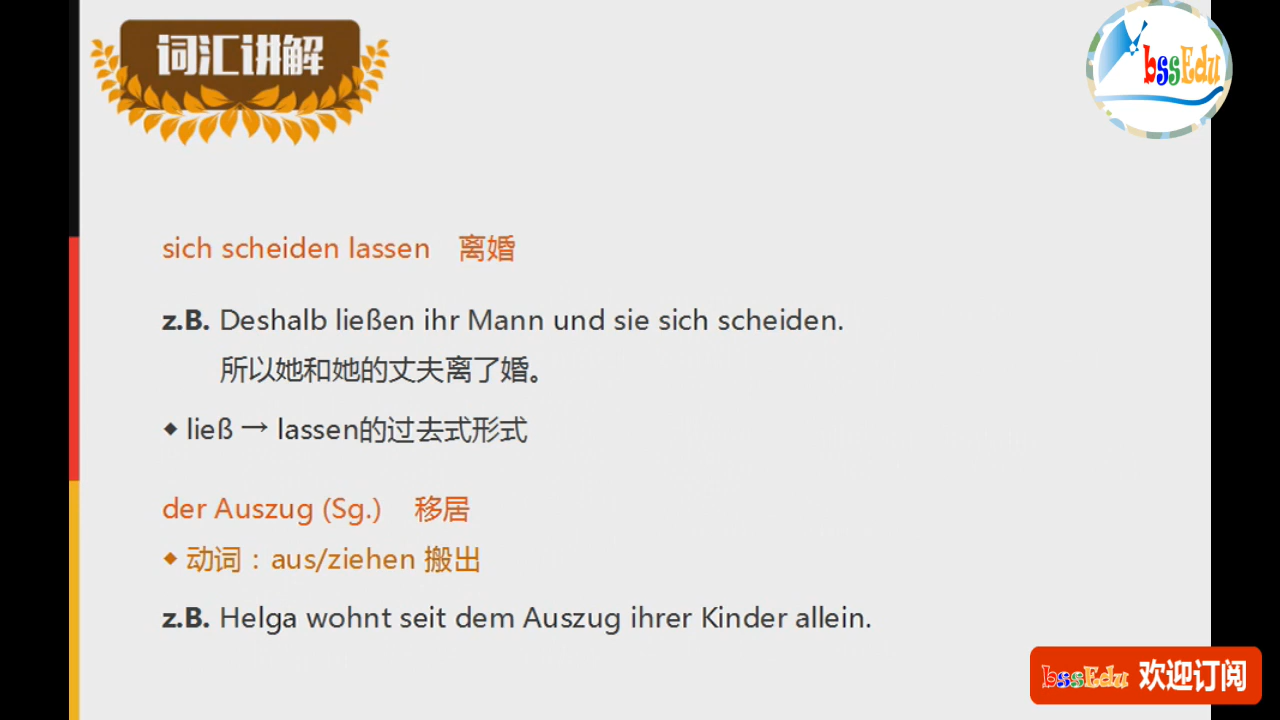 词汇讲解
bssEdu
sich scheiden lassen 离婚
z.B. Deshalb ließen ihr Mann und sie sich scheiden.
所以她和她的丈夫离了婚。
◆ ließ → lassen的过去式形式
der Auszug (Sg.) 移居
◆ 动词：aus/ziehen 搬出
z.B. Helga wohnt seit dem Auszug ihrer Kinder allein.
bssEdu 欢迎订阅